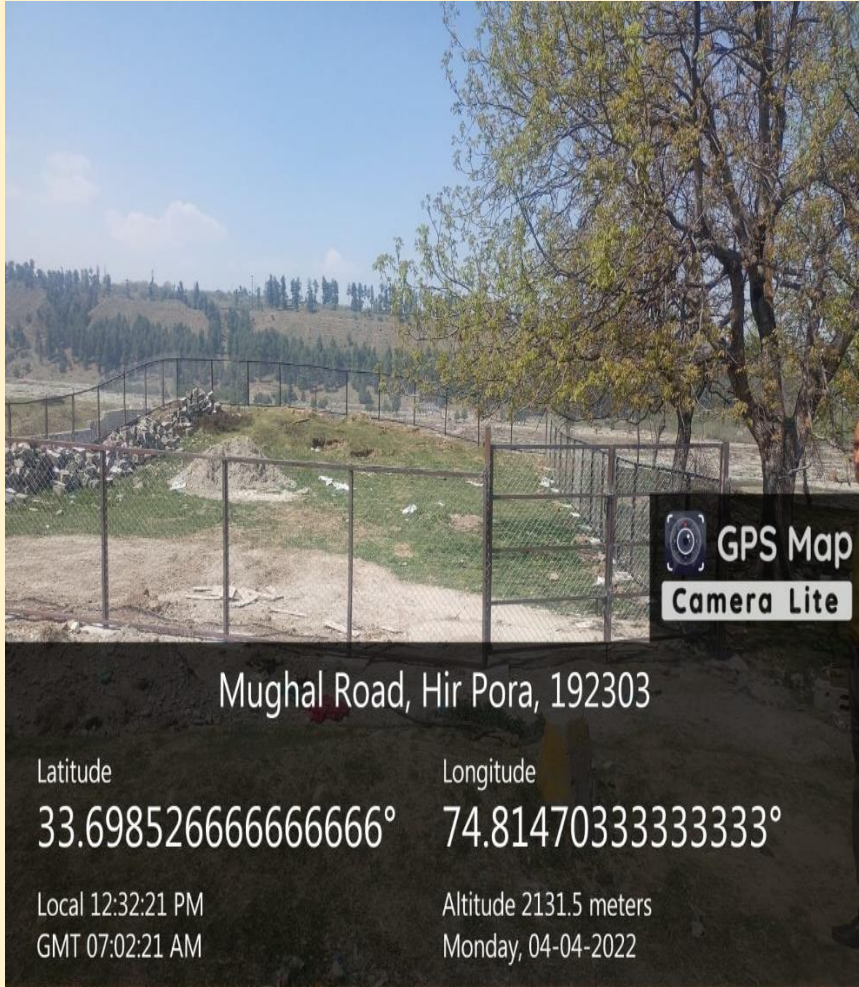 GPS Map
Camera Lite
Mughal Road, Hir Pora, 192303
Latitude
33.698526666666666°
Longitude
74.81470333333333°
Local 12:32:21 PM
GMT 07:02:21 AM
Altitude 2131.5 meters
Monday, 04-04-2022